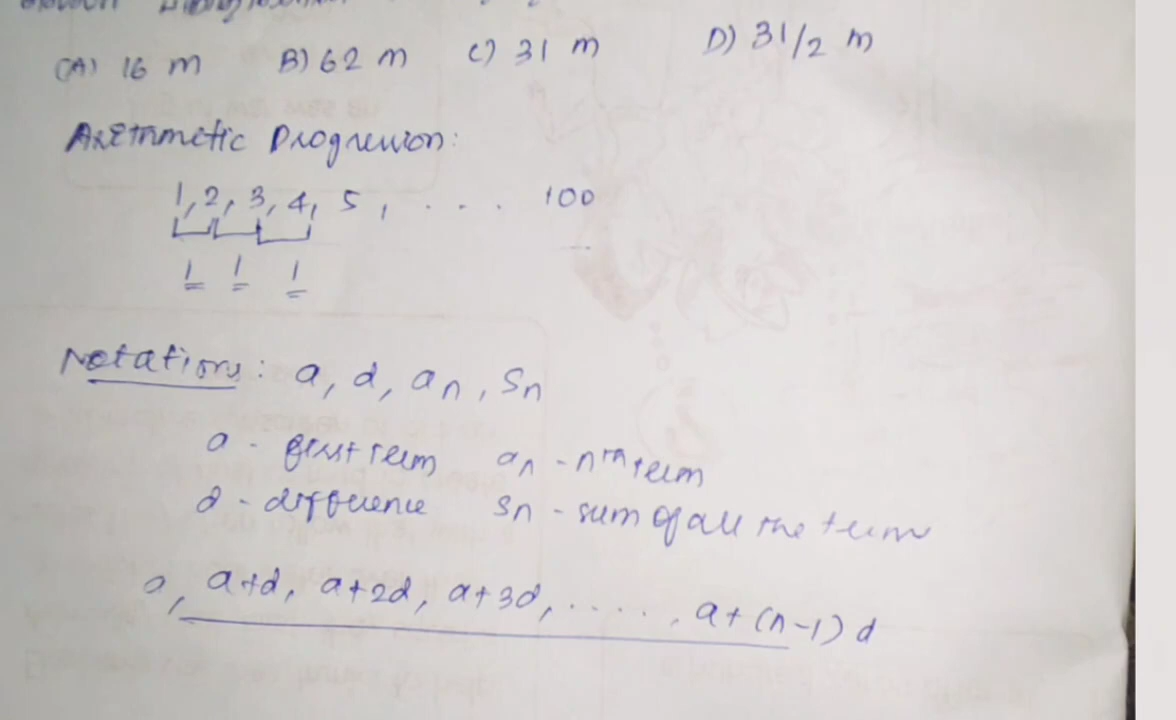 (A) 16 m B) 62 m C) 31 m D) 31/2 m
Arithmetic Progression:
1, 2, 3, 4, 5, . . . 100
1 1 1
Notations: a, d, an, Sn
a - first term an - nth term
d - difference Sn - sum of all the term
a, a+d, a+2d, a+3d, ....., a+(n-1)d